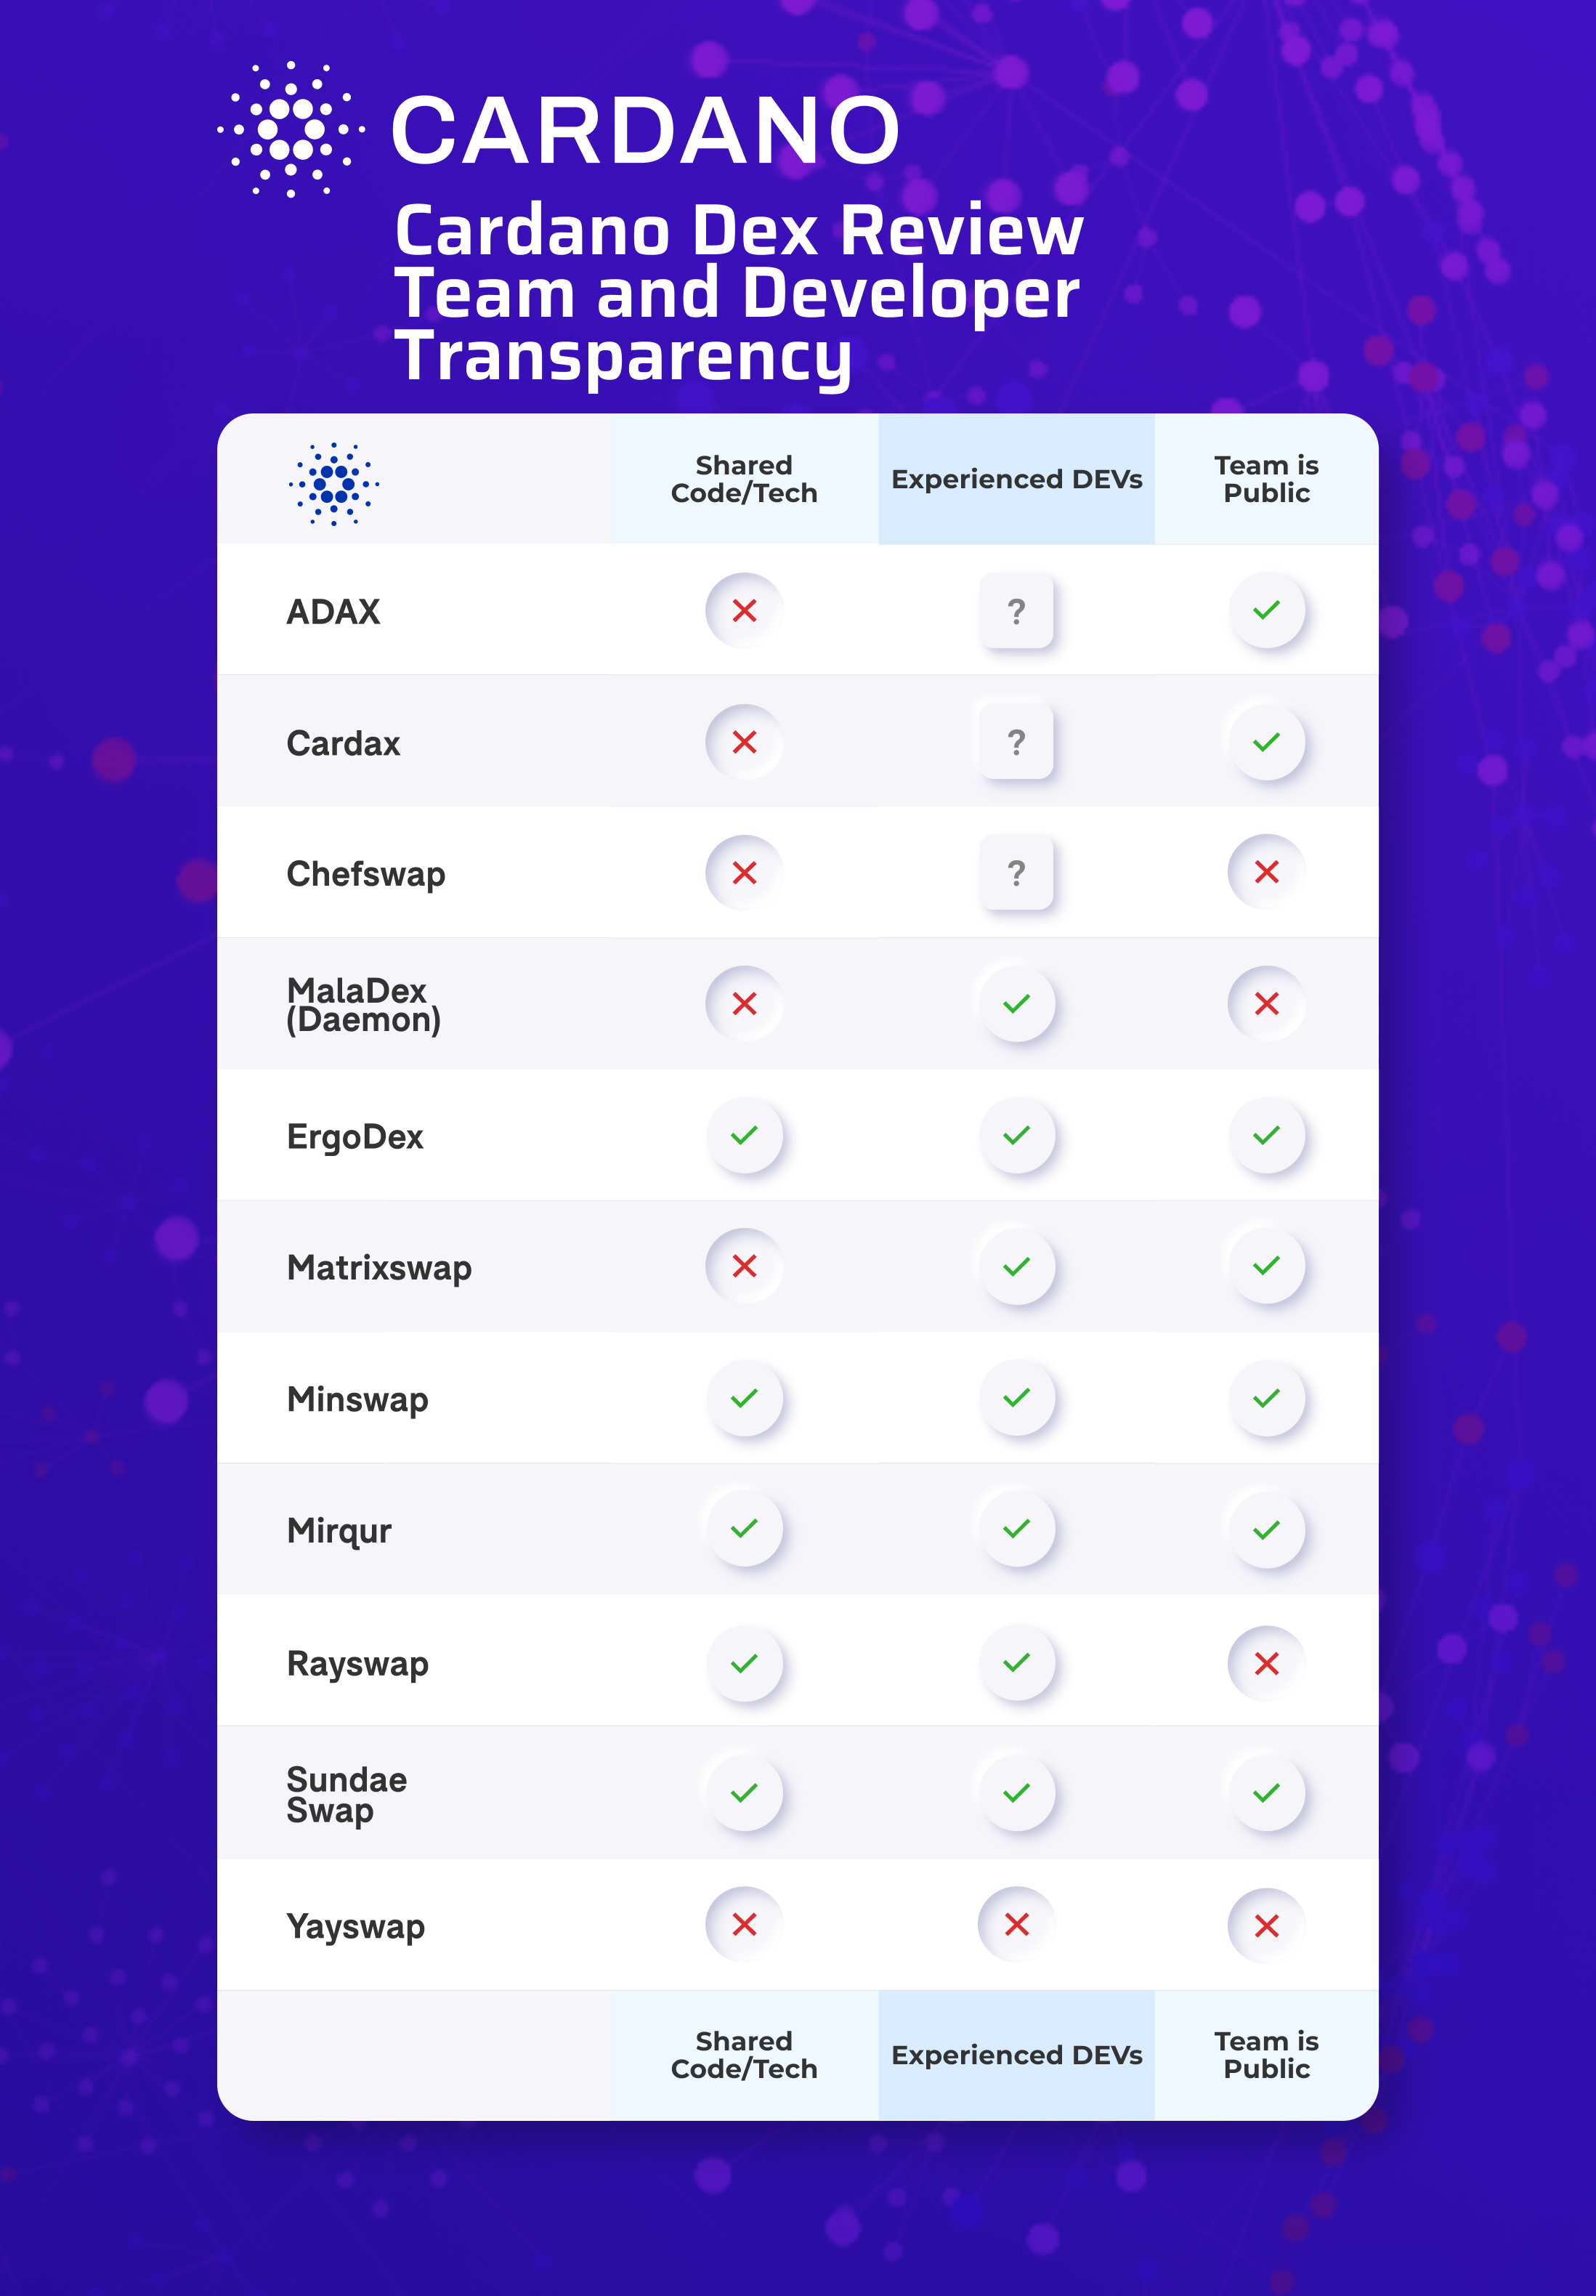 CARDANO
Cardano Dex Review
Team and Developer
Transparency
Shared
Code/Tech
Experienced DEVs
Team is
Public
ADAX
?
Cardax
?
Chefswap
?
MalaDex
(Daemon)
ErgoDex
Matrixswap
Minswap
Mirqur
Rayswap
Sundae
Swap
Yayswap
Shared
Code/Tech
Experienced DEVs
Team is
Public